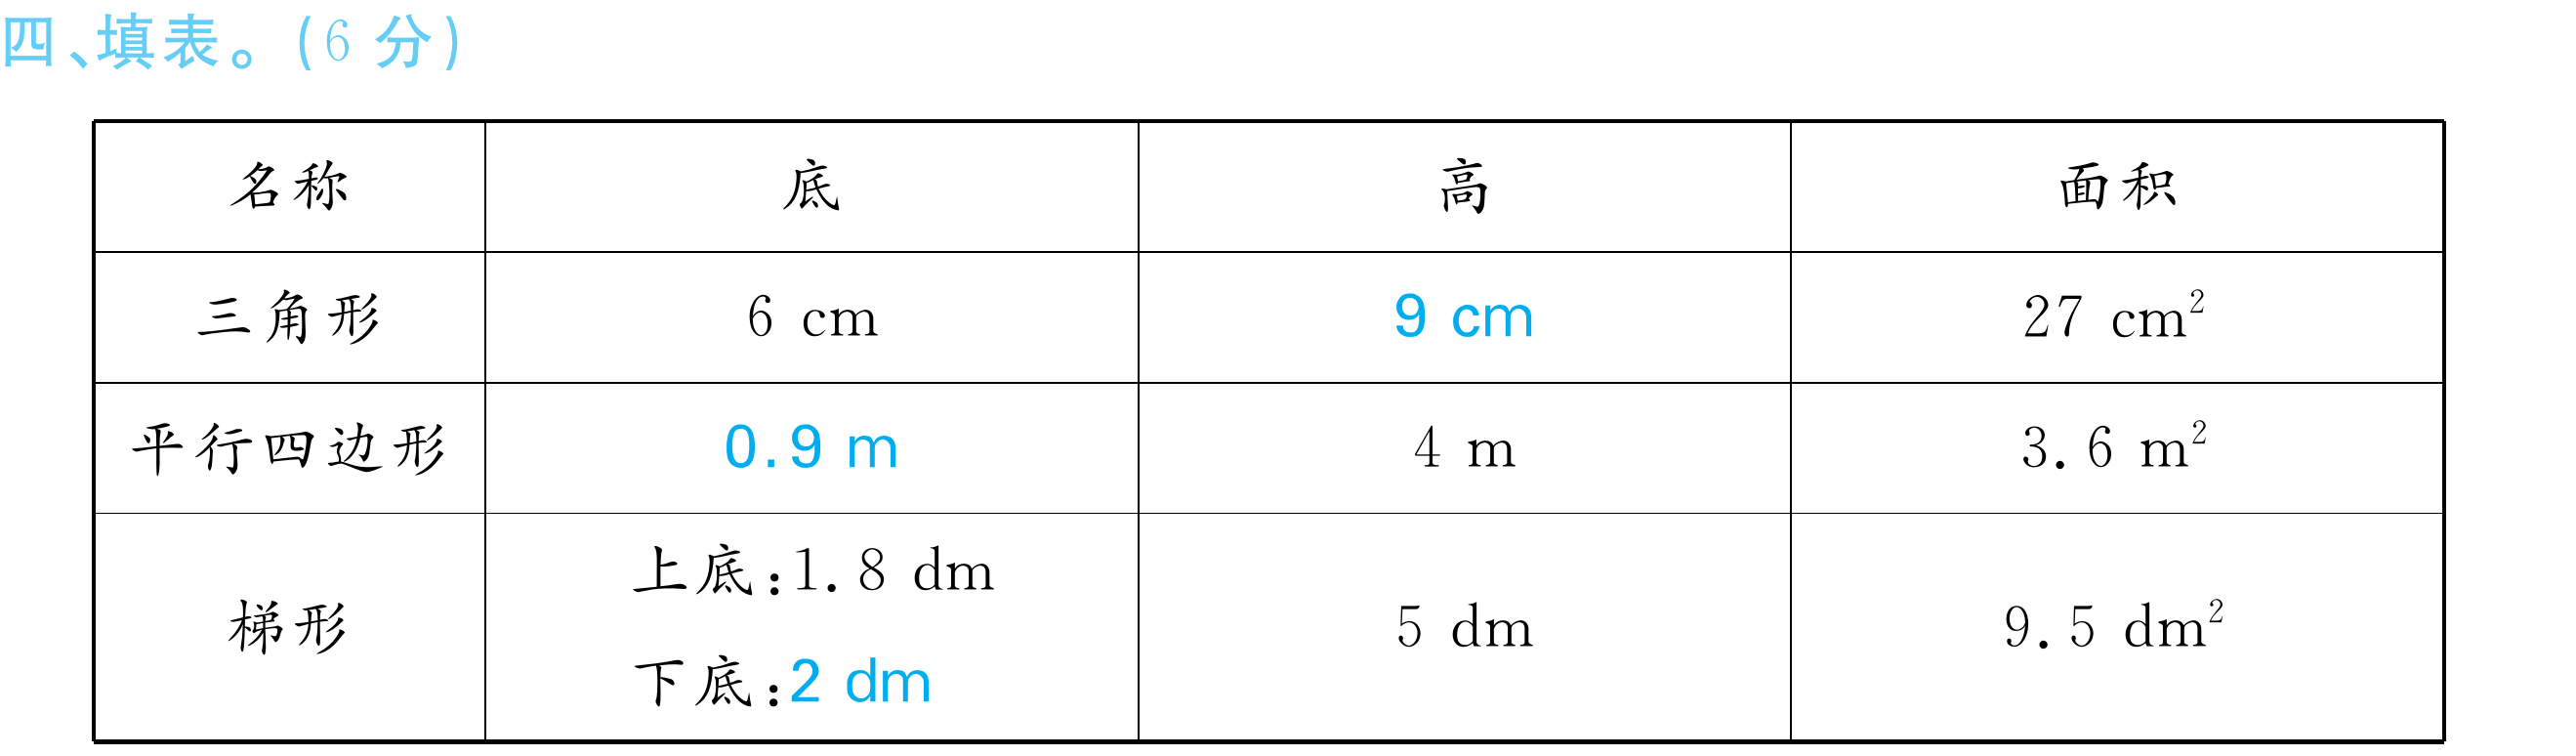 四、填表。(6 分)
名称 底 高 面积
三角形 6 cm 9 cm 27 cm²
平行四边形 0.9 m 4 m 3.6 m²
梯形 上底:1.8 dm 5 dm 9.5 dm²
下底:2 dm